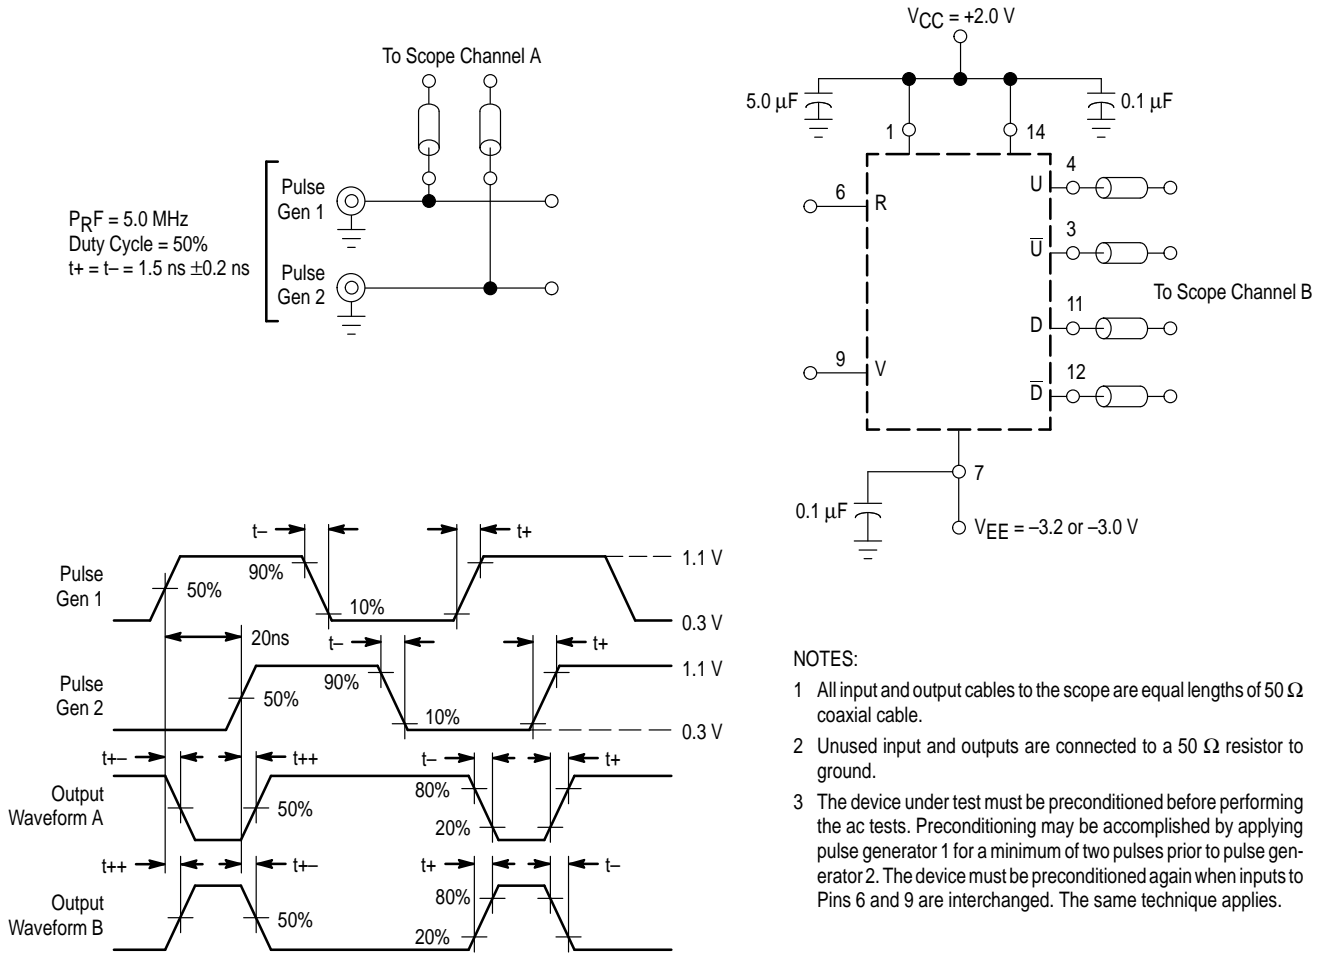 To Scope Channel A
Pulse
Gen 1
PRF = 5.0 MHz
Duty Cycle = 50%
t+ = t– = 1.5 ns ±0.2 ns
Pulse
Gen 2
VCC = +2.0 V
5.0 µF
0.1 µF
1
14
6
R
U
4
U̅
3
To Scope Channel B
D
11
9
V
D̅
12
7
0.1 µF
VEE = –3.2 or –3.0 V
t–
t+
Pulse
Gen 1
50%
90%
10%
1.1 V
0.3 V
20ns
t–
t+
Pulse
Gen 2
50%
90%
10%
1.1 V
0.3 V
t+–
t++
t–
t+
Output
Waveform A
50%
80%
20%
t++
t+–
t+
t–
Output
Waveform B
50%
80%
20%
NOTES:
1 All input and output cables to the scope are equal lengths of 50 Ω
coaxial cable.
2 Unused input and outputs are connected to a 50 Ω resistor to
ground.
3 The device under test must be preconditioned before performing
the ac tests. Preconditioning may be accomplished by applying
pulse generator 1 for a minimum of two pulses prior to pulse gen-
erator 2. The device must be preconditioned again when inputs to
Pins 6 and 9 are interchanged. The same technique applies.